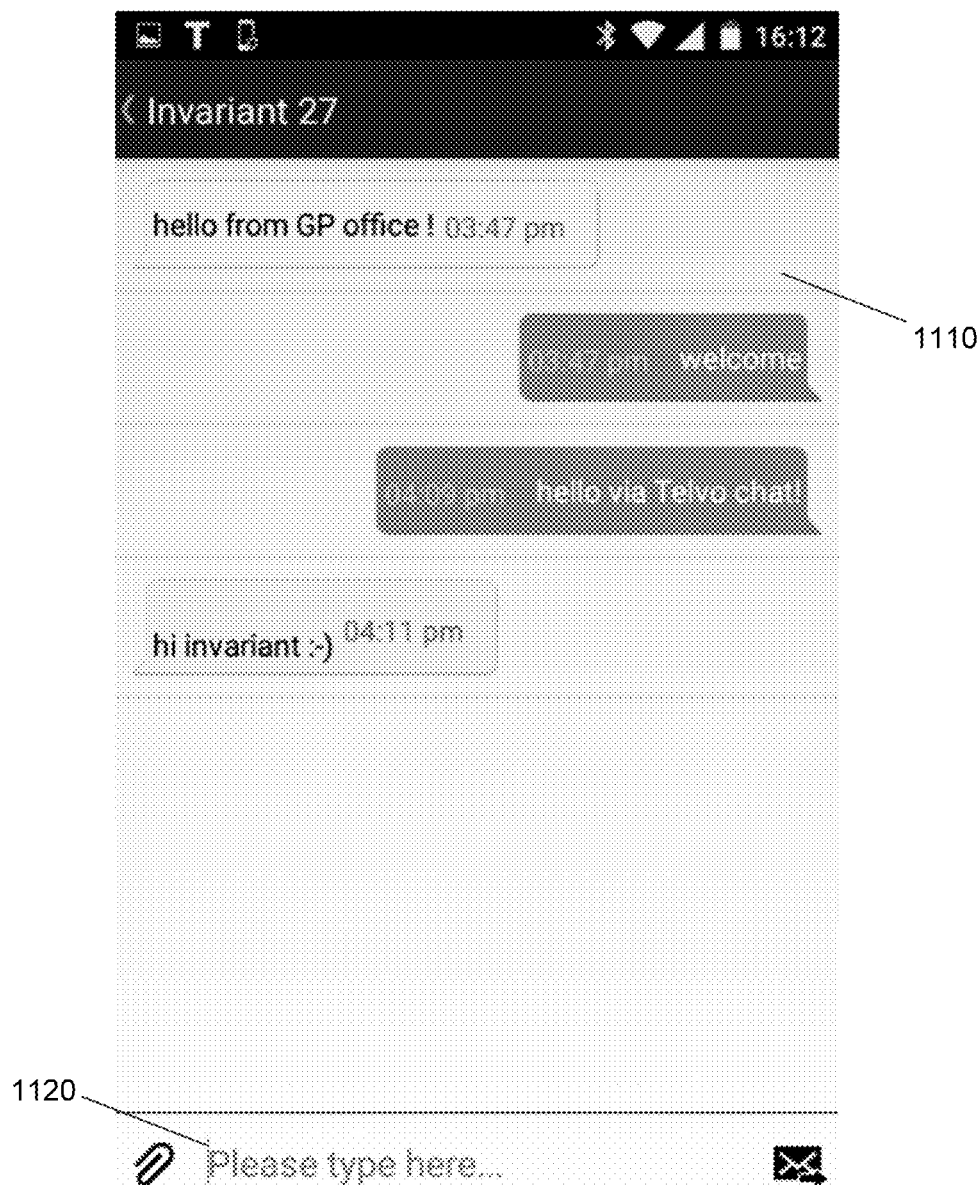 16:12
Invariant 27
hello from GP office ! 03:47 pm
1110
welcome
hello via Telvo chat!
hi invariant :-) 04:11 pm
1120
Please type here...